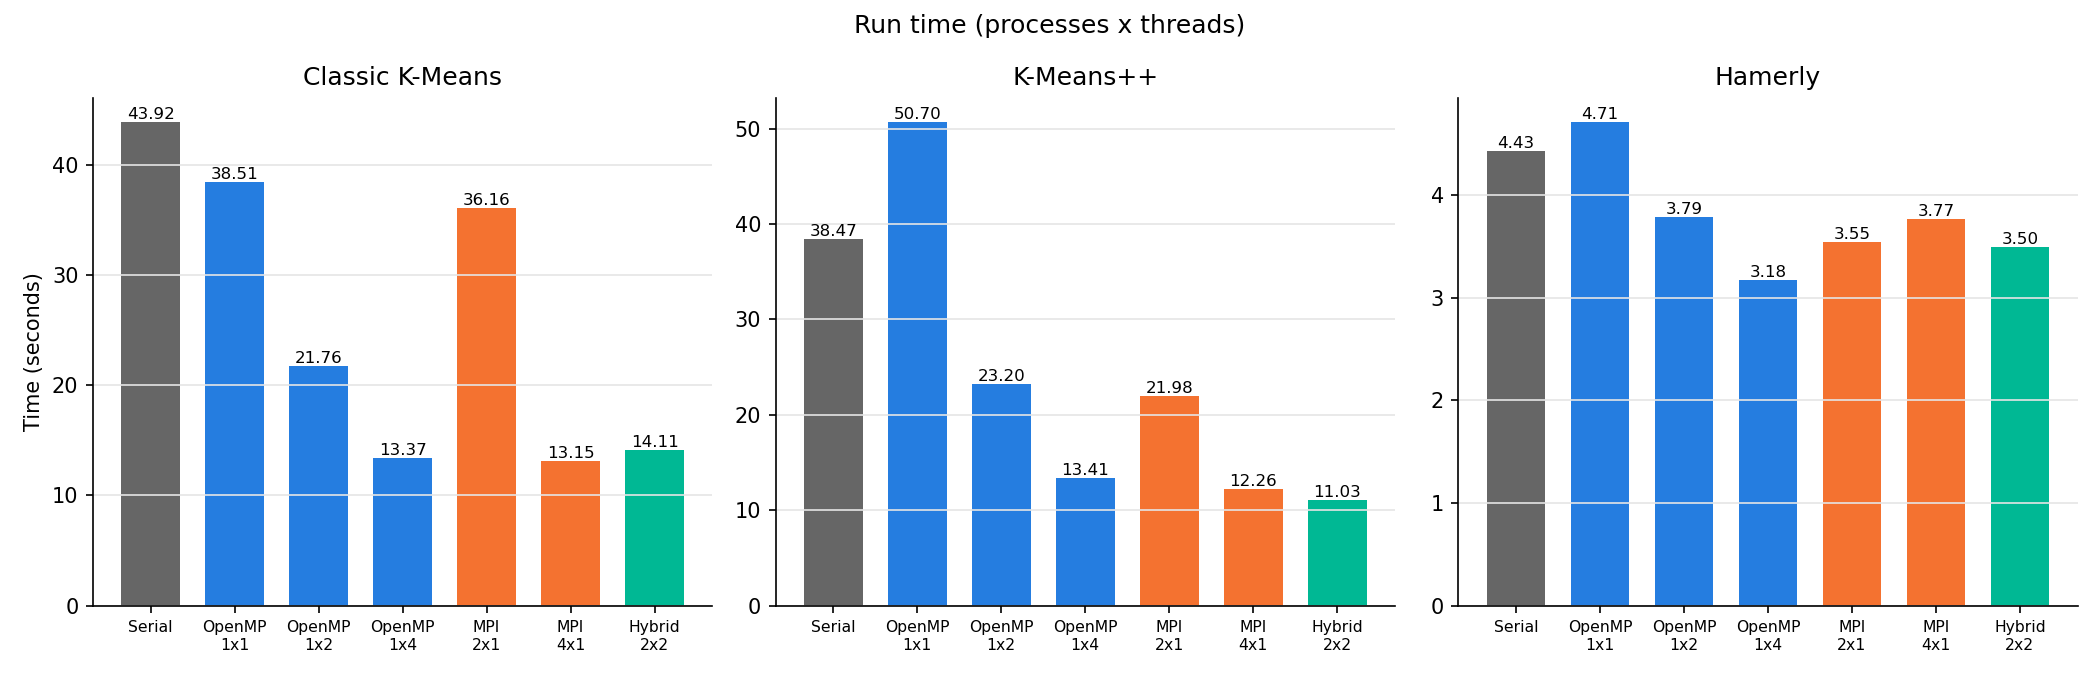 Run time (processes x threads)
Classic K-Means
Time (seconds)
40
30
20
10
0
43.92
38.51
21.76
13.37
36.16
13.15
14.11
Serial
OpenMP
1x1
OpenMP
1x2
OpenMP
1x4
MPI
2x1
MPI
4x1
Hybrid
2x2
K-Means++
50
40
30
20
10
0
38.47
50.70
23.20
13.41
21.98
12.26
11.03
Serial
OpenMP
1x1
OpenMP
1x2
OpenMP
1x4
MPI
2x1
MPI
4x1
Hybrid
2x2
Hamerly
4
3
2
1
0
4.43
4.71
3.79
3.18
3.55
3.77
3.50
Serial
OpenMP
1x1
OpenMP
1x2
OpenMP
1x4
MPI
2x1
MPI
4x1
Hybrid
2x2